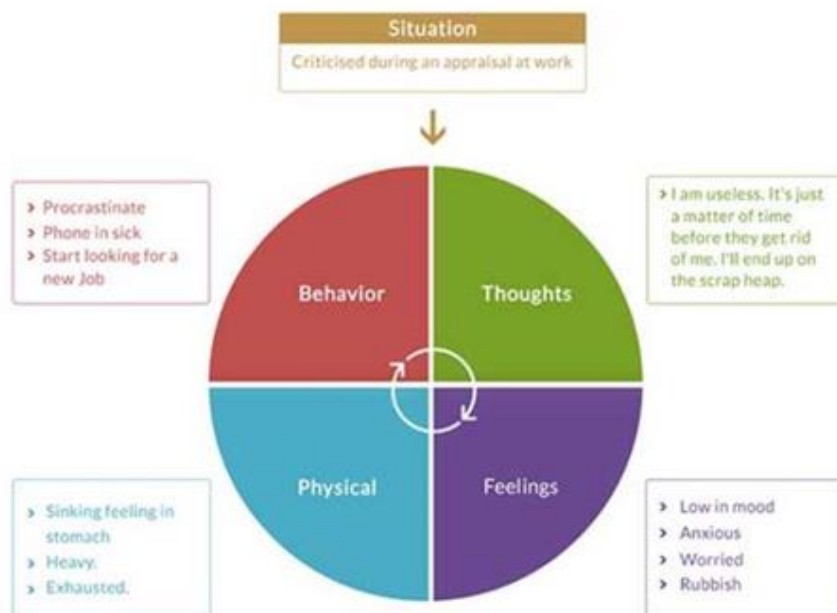 Situation
Criticised during an appraisal at work
> Procrastinate
> Phone in sick
> Start looking for a
new Job
> I am useless. It's just
a matter of time
before they get rid
of me. I'll end up on
the scrap heap.
Behavior
Thoughts
Physical
Feelings
> Sinking feeling in
stomach
> Heavy.
> Exhausted.
> Low in mood
> Anxious
> Worried
> Rubbish